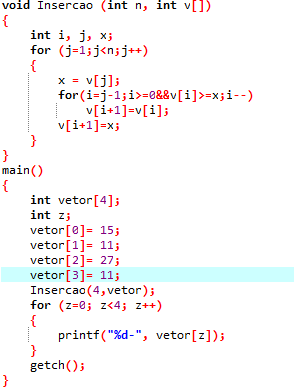 void Insercao (int n, int v[])
{
int i, j, x;
for (j=1;j<n;j++)
{
x = v[j];
for(i=j-1;i>=0&&v[i]>=x;i--)
v[i+1]=v[i];
v[i+1]=x;
}
}
main()
{
int vetor[4];
int z;
vetor[0]= 15;
vetor[1]= 11;
vetor[2]= 27;
vetor[3]= 11;
Insercao(4,vetor);
for (z=0; z<4; z++)
{
printf("%d-", vetor[z]);
}
getch();
}